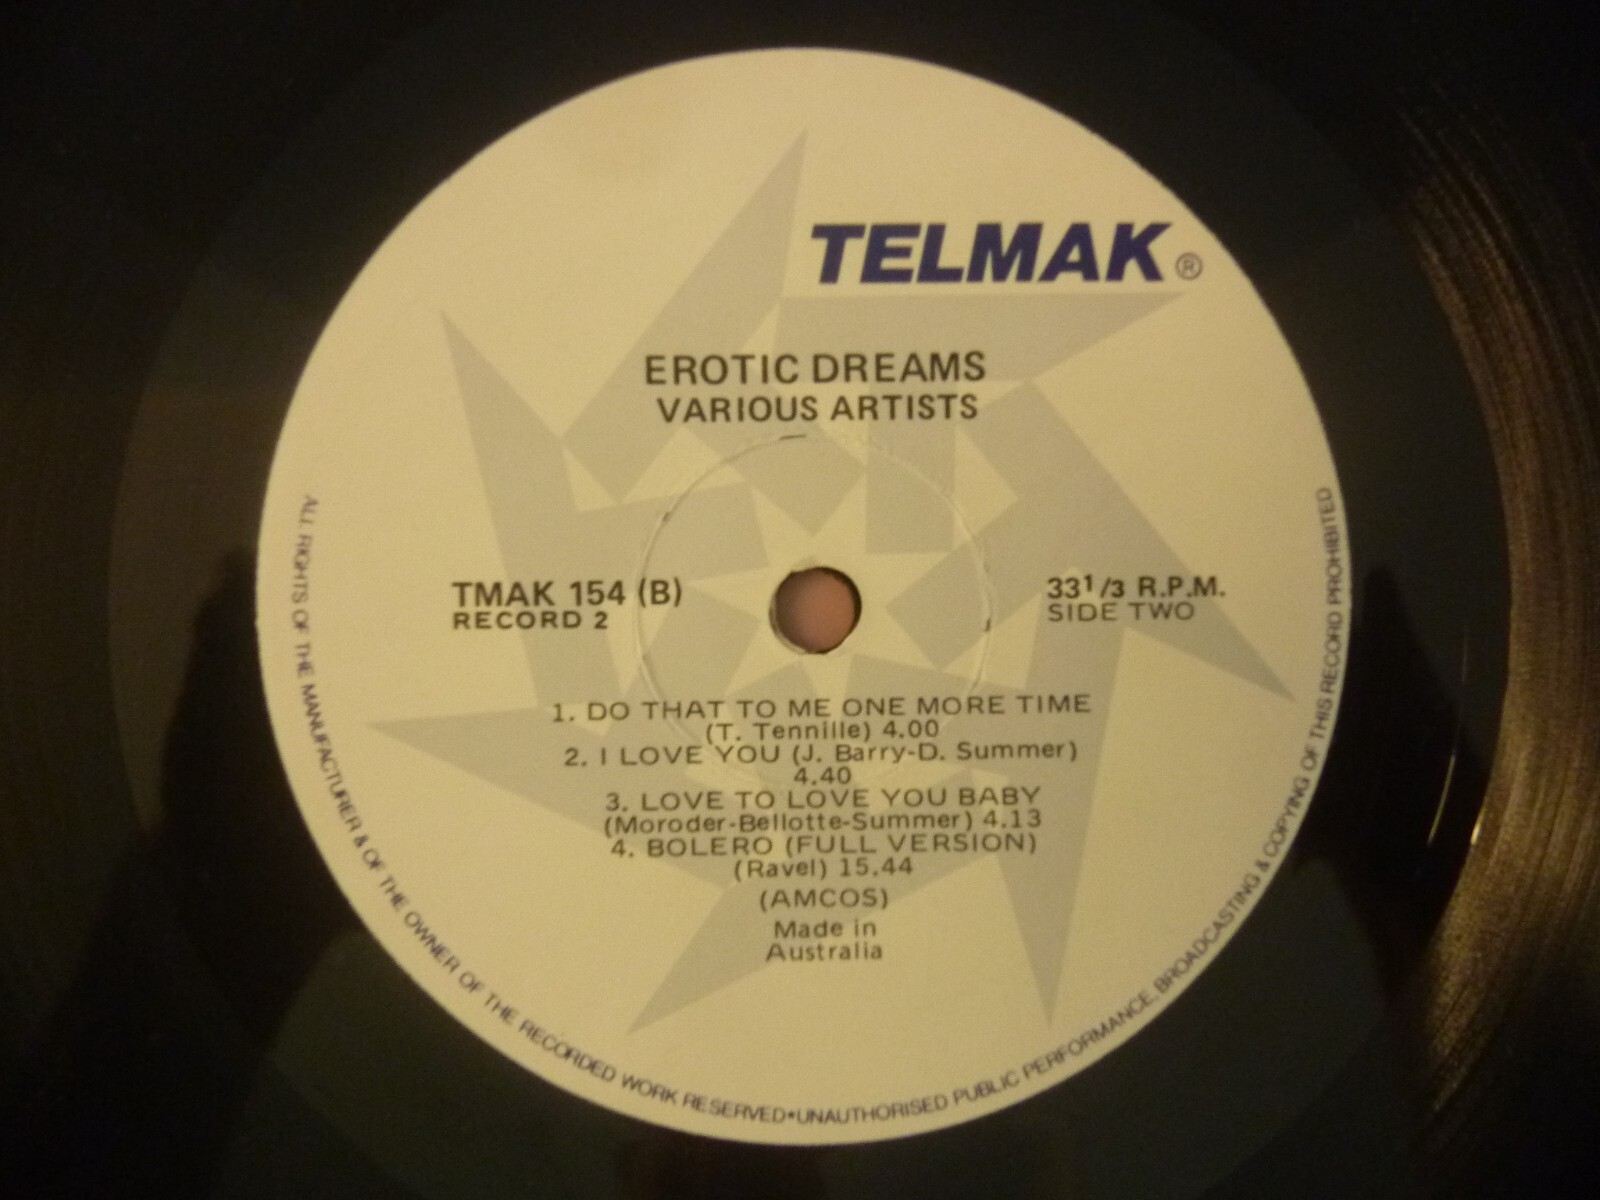 TELMAK ®
EROTIC DREAMS
VARIOUS ARTISTS
TMAK 154 (B)
RECORD 2
33 1/3 R.P.M.
SIDE TWO
1. DO THAT TO ME ONE MORE TIME
(T. Tennille) 4.00
2. I LOVE YOU (J. Barry-D. Summer)
4.40
3. LOVE TO LOVE YOU BABY
(Moroder-Bellotte-Summer) 4.13
4. BOLERO (FULL VERSION)
(Ravel) 15.44
(AMCOS)
Made in
Australia
ALL RIGHTS OF THE MANUFACTURER & OF THE OWNER OF THE RECORDED WORK RESERVED•UNAUTHORISED PUBLIC PERFORMANCE, BROADCASTING & COPYING OF THIS RECORD PROHIBITED